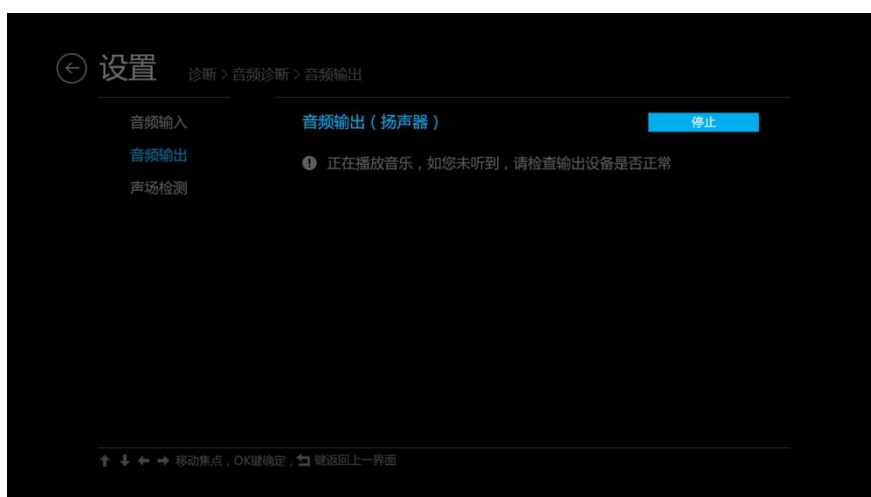 设置 诊断 > 音频诊断 > 音频输出
音频输入
音频输出
声场检测
音频输出（扬声器） 停止
正在播放音乐，如您未听到，请检查输出设备是否正常
移动焦点，OK键确定， 键返回上一界面